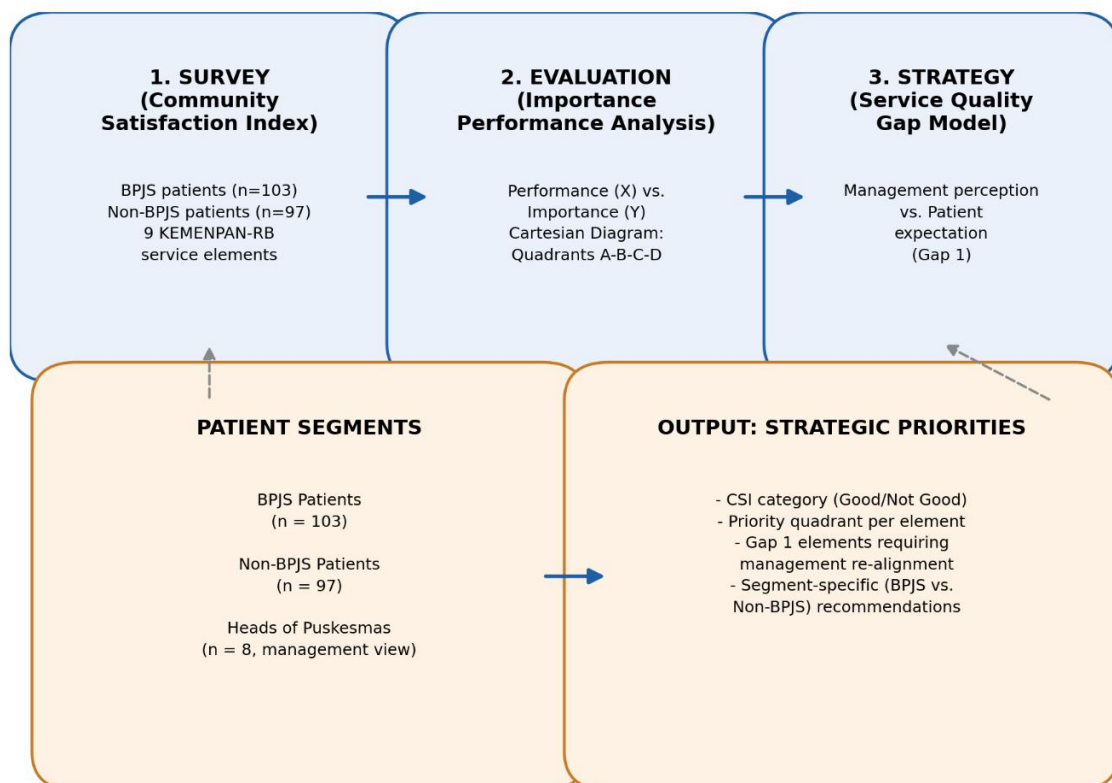 1. SURVEY
(Community
Satisfaction Index)
BPJS patients (n=103)
Non-BPJS patients (n=97)
9 KEMENPAN-RB
service elements
2. EVALUATION
(Importance
Performance Analysis)
Performance (X) vs.
Importance (Y)
Cartesian Diagram:
Quadrants A-B-C-D
3. STRATEGY
(Service Quality
Gap Model)
Management perception
vs. Patient
expectation
(Gap 1)
PATIENT SEGMENTS
BPJS Patients
(n = 103)
Non-BPJS Patients
(n = 97)
Heads of Puskesmas
(n = 8, management view)
OUTPUT: STRATEGIC PRIORITIES
- CSI category (Good/Not Good)
- Priority quadrant per element
- Gap 1 elements requiring
management re-alignment
- Segment-specific (BPJS vs.
Non-BPJS) recommendations